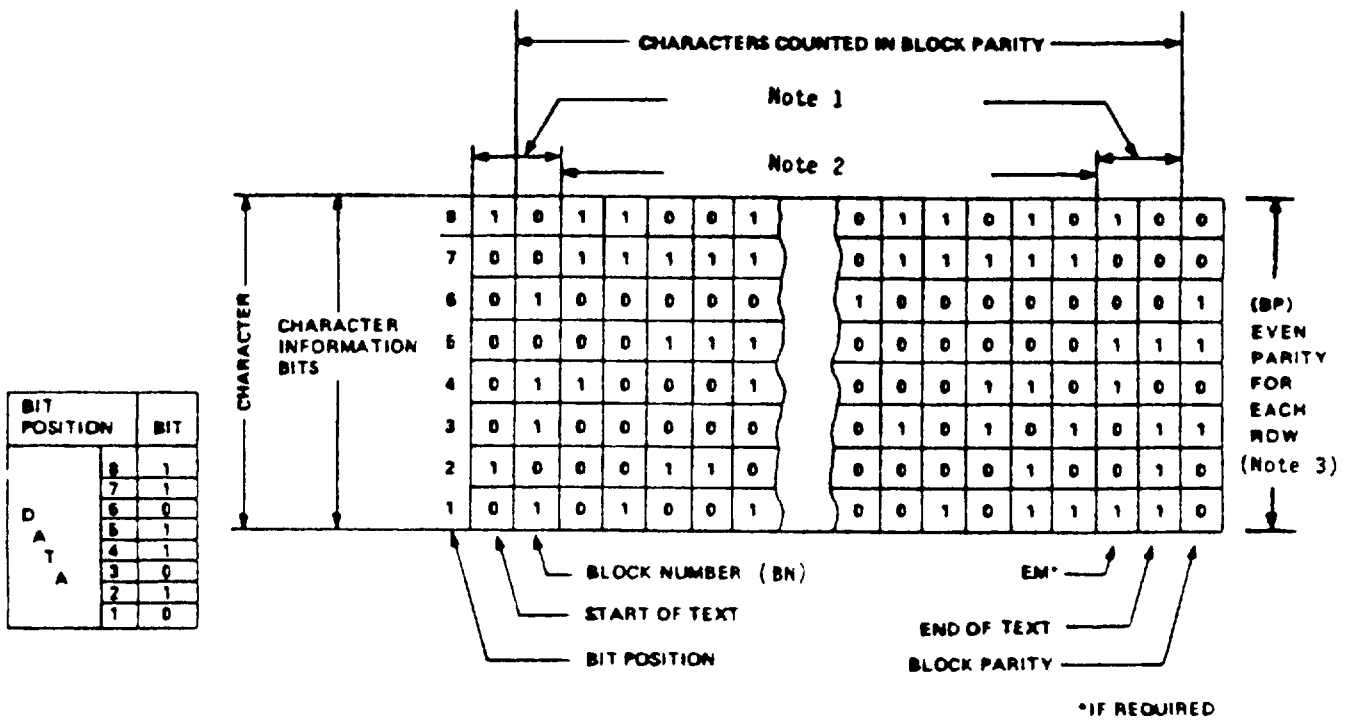 CHARACTERS COUNTED IN BLOCK PARITY
Note 1
Note 2
8 1 0 1 1 0 0 1 0 1 1 0 1 0 1 0 0
7 0 0 1 1 1 1 1 0 1 1 1 1 1 0 0 0
6 0 1 0 0 0 0 0 1 0 0 0 0 0 0 0 1
5 0 0 0 0 1 1 1 0 0 0 0 0 0 1 1 1
4 0 1 1 0 0 0 1 0 0 0 1 1 0 1 0 0
3 0 1 0 0 0 0 0 0 1 0 1 0 1 0 1 1
2 1 0 0 0 1 1 0 0 0 0 0 1 0 0 1 0
1 0 1 0 1 0 0 1 0 0 1 0 1 1 1 1 0
CHARACTER
CHARACTER
INFORMATION
BITS
(BP)
EVEN
PARITY
FOR
EACH
ROW
(Note 3)
BIT
POSITION BIT
DATA
8 1
7 1
6 0
5 1
4 1
3 0
2 1
1 0
BLOCK NUMBER (BN)
START OF TEXT
BIT POSITION
EM*
END OF TEXT
BLOCK PARITY
*IF REQUIRED